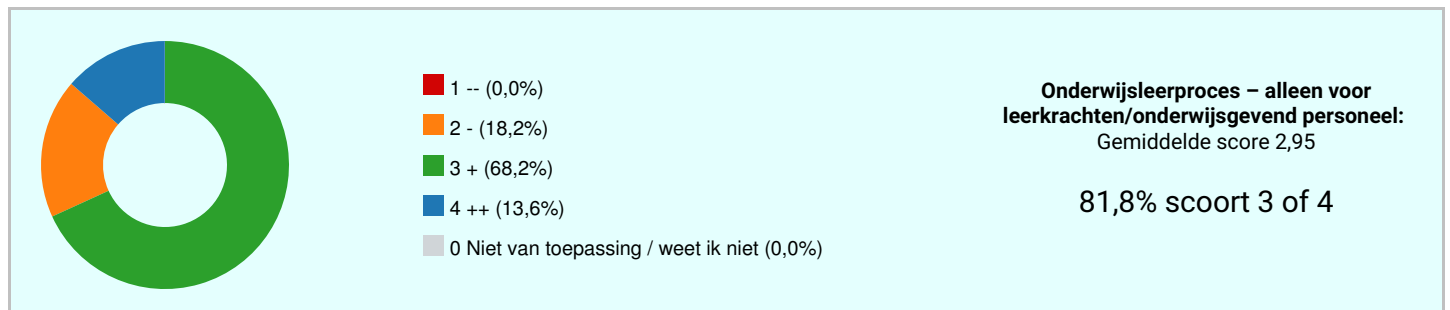 1 -- (0,0%)
2 - (18,2%)
3 + (68,2%)
4 ++ (13,6%)
0 Niet van toepassing / weet ik niet (0,0%)
Onderwijsleerproces – alleen voor
leerkrachten/onderwijsgevend personeel:
Gemiddelde score 2,95
81,8% scoort 3 of 4